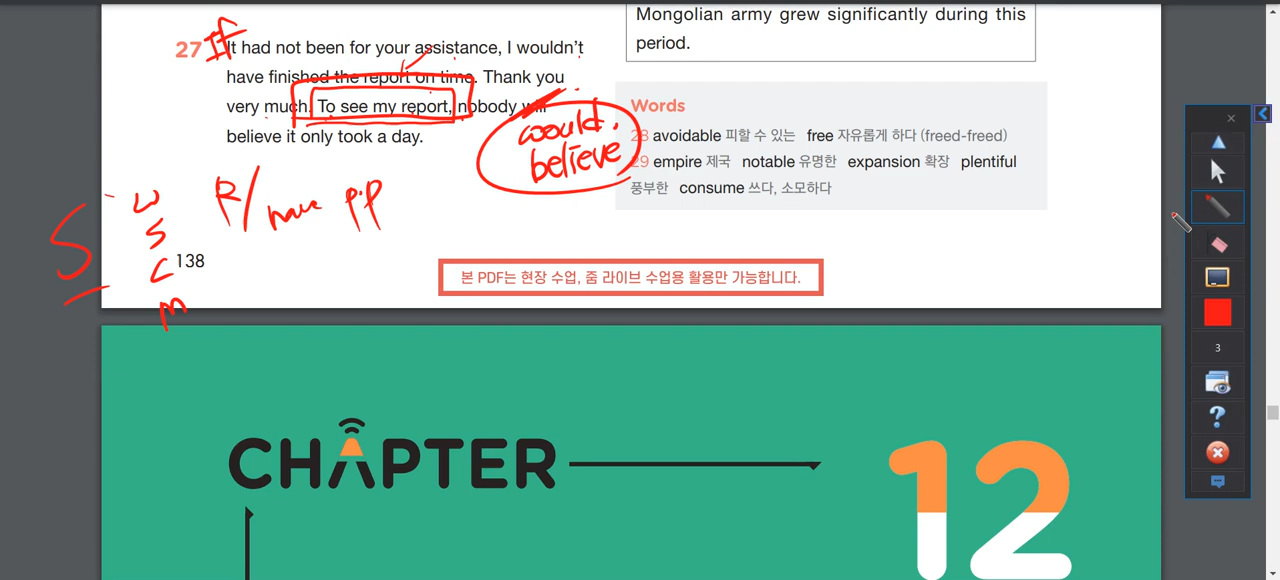 27 If
It had not been for your assistance, I wouldn't
have finished the report on time. Thank you
very much. To see my report, nobody will
believe it only took a day.
would
believe
S
W
S
C
M
R/have p.p
138
Mongolian army grew significantly during this
period.
Words
28 avoidable 피할 수 있는 free 자유롭게 하다 (freed-freed)
29 empire 제국 notable 유명한 expansion 확장 plentiful
풍부한 consume 쓰다, 소모하다
본 PDF는 현장 수업, 줌 라이브 수업용 활용만 가능합니다.
CHAPTER 12
3